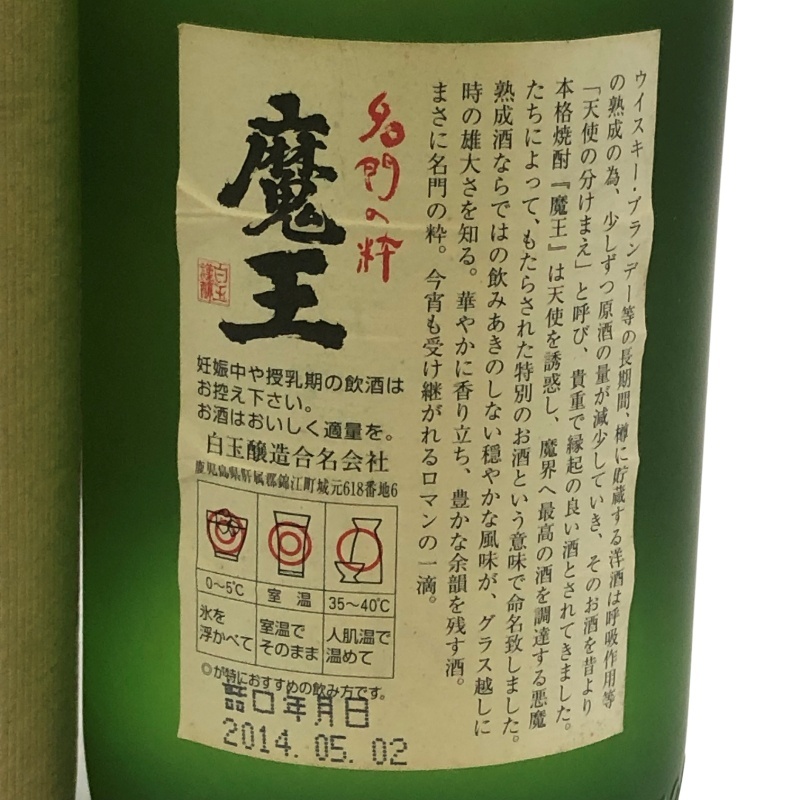 ウイスキー・ブランデー等の長期間、樽に貯蔵する洋酒は呼吸作用等
の熟成の為、少しずつ原酒の量が減少していき、そのお酒を昔より
「天使の分けまえ」と呼び、貴重で縁起の良い酒とされてきました。
本格焼酎『魔王』は天使を誘惑し、魔界へ最高の酒を調達する悪魔
たちによって、もたらされた特別のお酒という意味で命名致しました。
熟成酒ならではの飲みあきのしない穏やかな風味が、グラス越しに
時の雄大さを知る。華やかに香り立ち、豊かな余韻を残す酒。
まさに名門の粋。今宵も受け継がれるロマンの一滴。
名門の粋
魔王
白玉
謹醸
妊娠中や授乳期の飲酒は
お控え下さい。
お酒はおいしく適量を。
白玉醸造合名会社
鹿児島県肝属郡錦江町城元618番地6
0〜5℃
室温
35〜40℃
氷を
浮かべて
室温で
そのまま
人肌温で
温めて
◎が特におすすめの飲み方です。
詰口年月日
2014.05.02